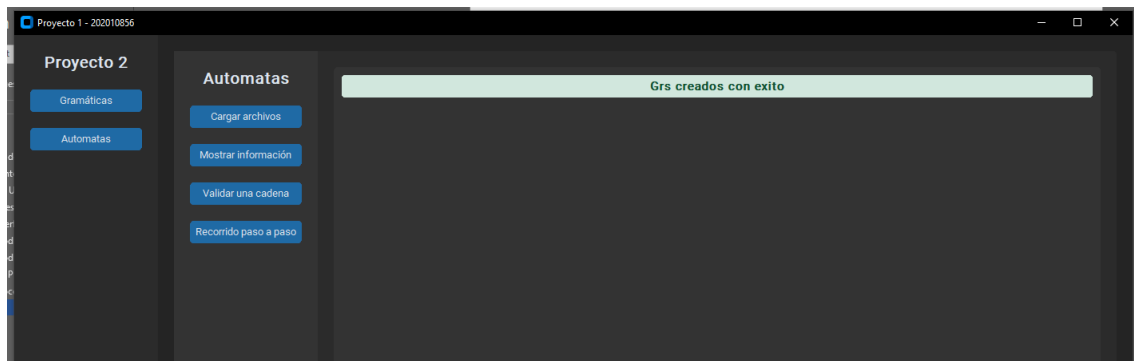 Proyecto 1 - 202010856
Proyecto 2
Gramáticas
Automatas
Automatas
Cargar archivos
Mostrar información
Validar una cadena
Recorrido paso a paso
Grs creados con exito